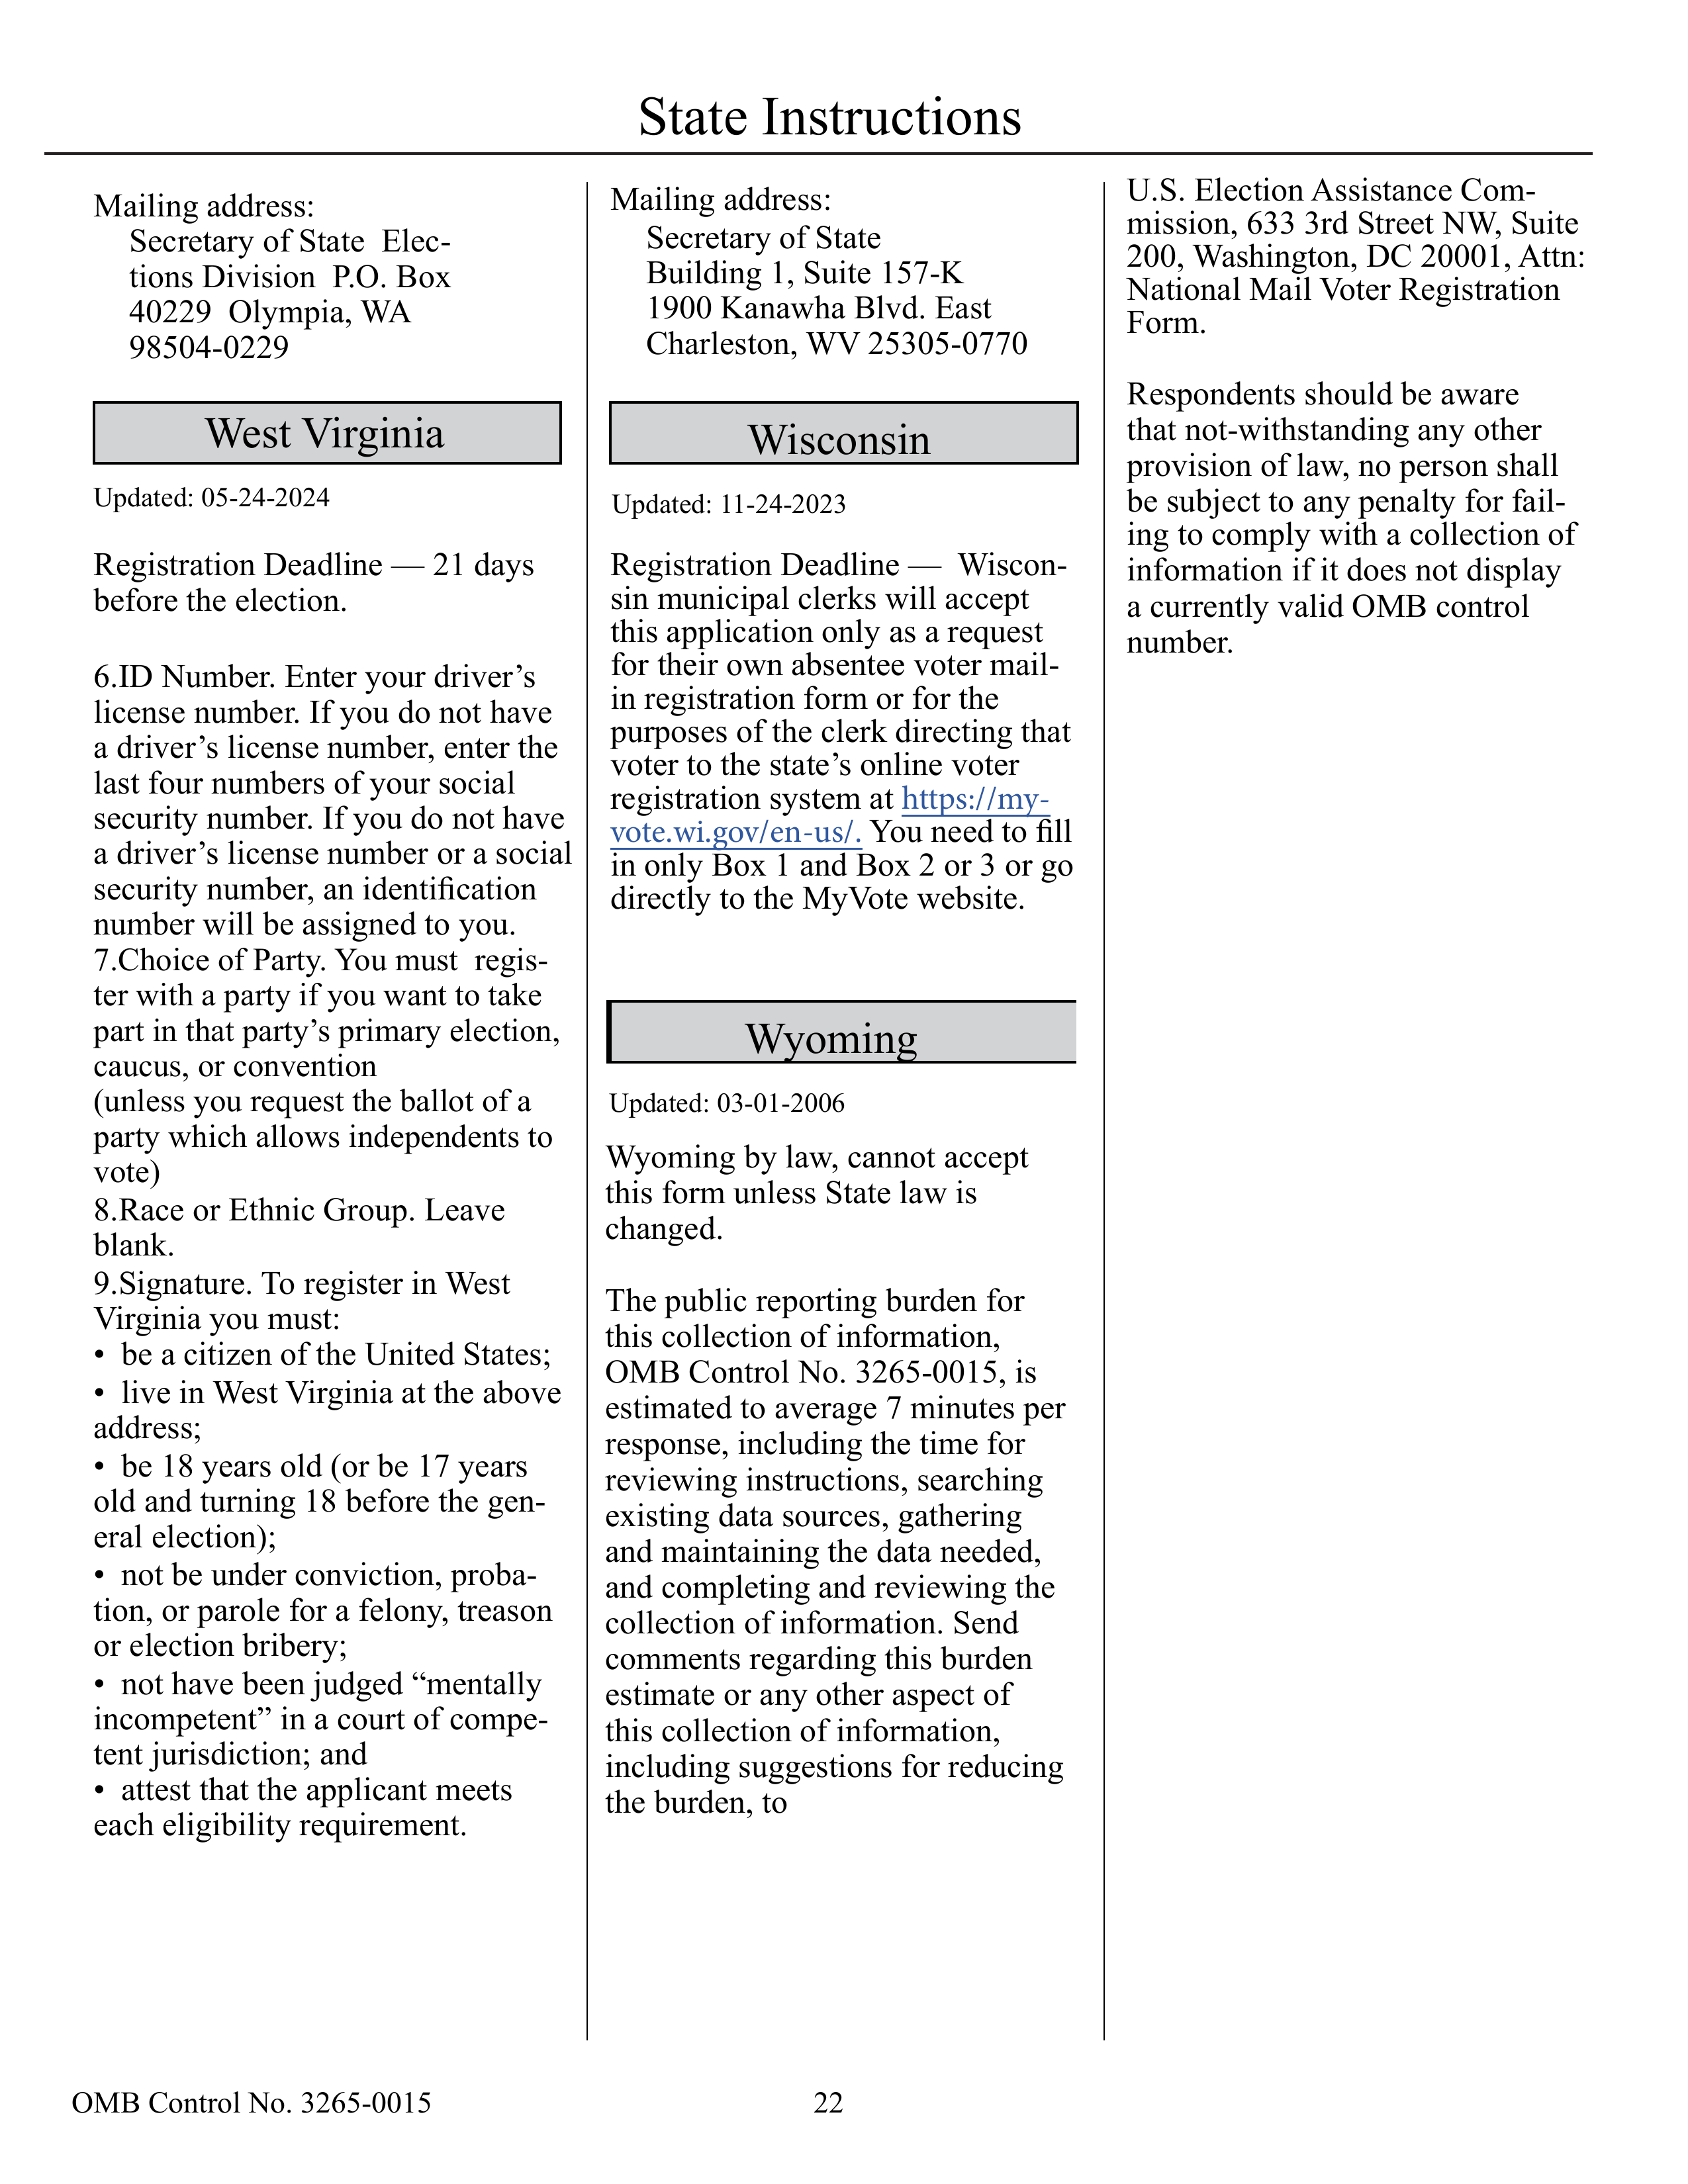 State Instructions
Mailing address:
Secretary of State  Elec-
tions Division  P.O. Box
40229  Olympia, WA
98504-0229
West Virginia
Updated: 05-24-2024
Registration Deadline — 21 days
before the election.
6.ID Number. Enter your driver’s
license number. If you do not have
a driver’s license number, enter the
last four numbers of your social
security number. If you do not have
a driver’s license number or a social
security number, an identification
number will be assigned to you.
7.Choice of Party. You must  regis-
ter with a party if you want to take
part in that party’s primary election,
caucus, or convention
(unless you request the ballot of a
party which allows independents to
vote)
8.Race or Ethnic Group. Leave
blank.
9.Signature. To register in West
Virginia you must:
• be a citizen of the United States;
• live in West Virginia at the above
address;
• be 18 years old (or be 17 years
old and turning 18 before the gen-
eral election);
• not be under conviction, proba-
tion, or parole for a felony, treason
or election bribery;
• not have been judged “mentally
incompetent” in a court of compe-
tent jurisdiction; and
• attest that the applicant meets
each eligibility requirement.
Mailing address:
Secretary of State
Building 1, Suite 157-K
1900 Kanawha Blvd. East
Charleston, WV 25305-0770
Wisconsin
Updated: 11-24-2023
Registration Deadline —  Wiscon-
sin municipal clerks will accept
this application only as a request
for their own absentee voter mail-
in registration form or for the
purposes of the clerk directing that
voter to the state’s online voter
registration system at https://my-
vote.wi.gov/en-us/. You need to fill
in only Box 1 and Box 2 or 3 or go
directly to the MyVote website.
Wyoming
Updated: 03-01-2006
Wyoming by law, cannot accept
this form unless State law is
changed.
The public reporting burden for
this collection of information,
OMB Control No. 3265-0015, is
estimated to average 7 minutes per
response, including the time for
reviewing instructions, searching
existing data sources, gathering
and maintaining the data needed,
and completing and reviewing the
collection of information. Send
comments regarding this burden
estimate or any other aspect of
this collection of information,
including suggestions for reducing
the burden, to
U.S. Election Assistance Com-
mission, 633 3rd Street NW, Suite
200, Washington, DC 20001, Attn:
National Mail Voter Registration
Form.
Respondents should be aware
that not-withstanding any other
provision of law, no person shall
be subject to any penalty for fail-
ing to comply with a collection of
information if it does not display
a currently valid OMB control
number.
OMB Control No. 3265-0015
22